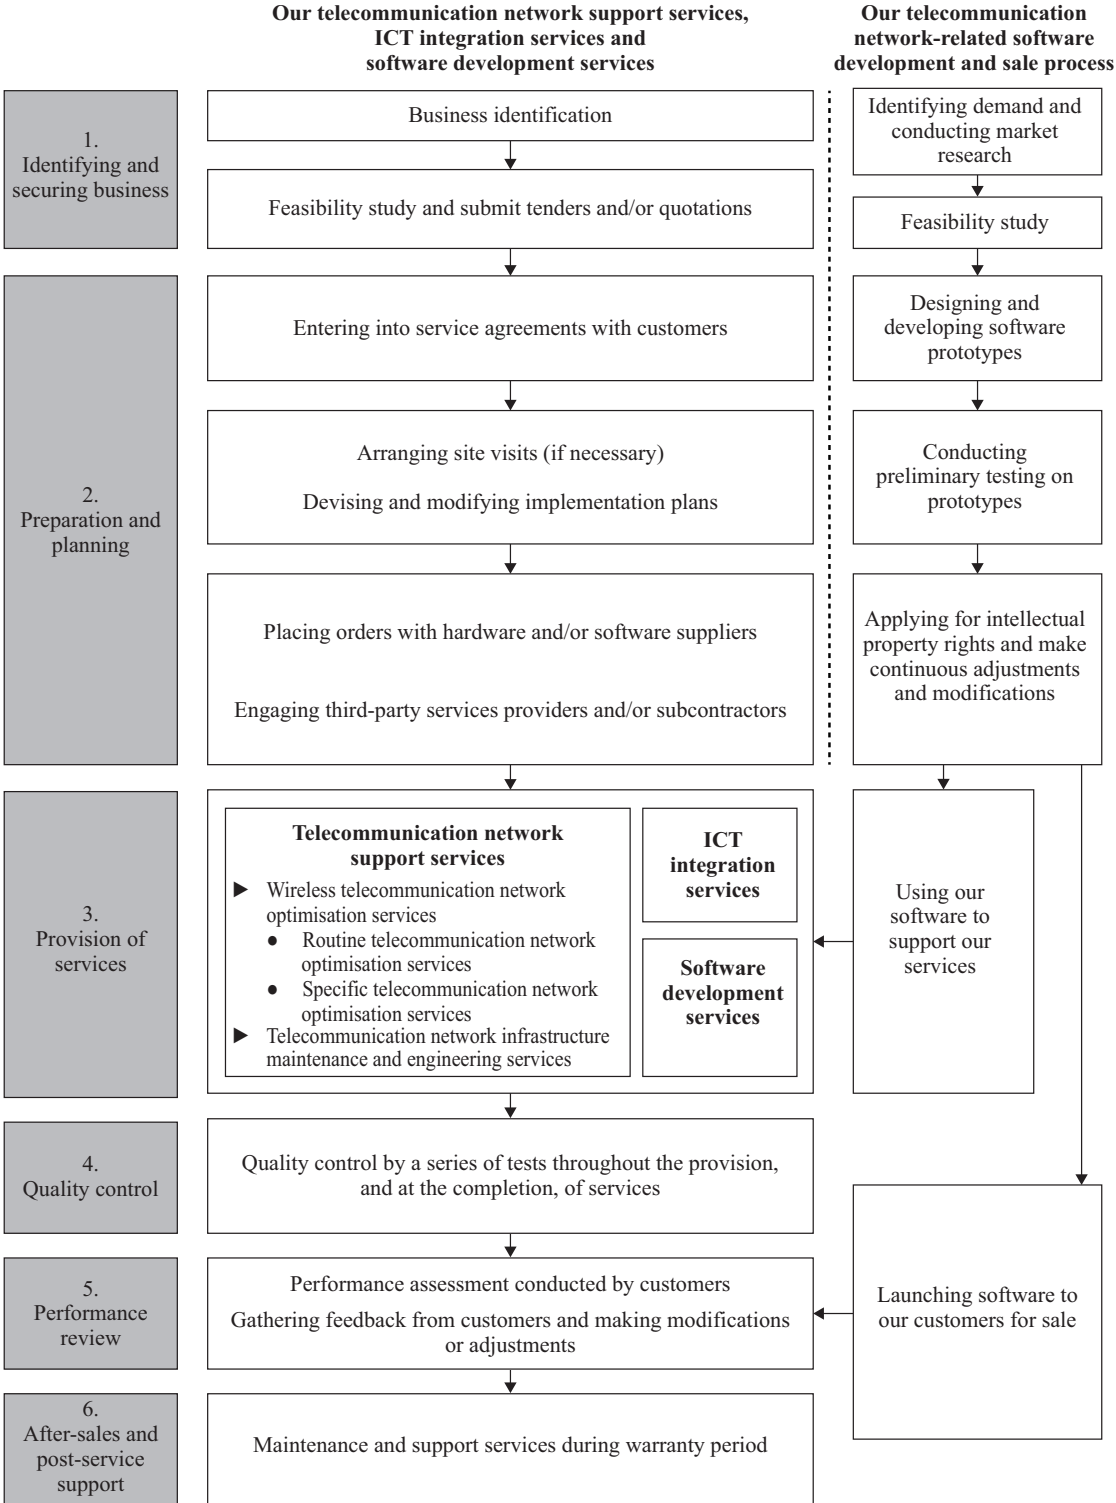 Our telecommunication network support services,
ICT integration services and
software development services
Our telecommunication
network-related software
development and sale process
1.
Identifying and
securing business
Business identification
Feasibility study and submit tenders and/or quotations
Identifying demand and
conducting market
research
Feasibility study
2.
Preparation and
planning
Entering into service agreements with customers
Arranging site visits (if necessary)
Devising and modifying implementation plans
Placing orders with hardware and/or software suppliers
Engaging third-party services providers and/or subcontractors
Designing and
developing software
prototypes
Conducting
preliminary testing on
prototypes
Applying for intellectual
property rights and make
continuous adjustments
and modifications
3.
Provision of
services
Telecommunication network
support services
► Wireless telecommunication network
optimisation services
● Routine telecommunication network
optimisation services
● Specific telecommunication network
optimisation services
► Telecommunication network infrastructure
maintenance and engineering services
ICT
integration
services
Software
development
services
Using our
software to
support our
services
4.
Quality control
Quality control by a series of tests throughout the provision,
and at the completion, of services
5.
Performance
review
Performance assessment conducted by customers
Gathering feedback from customers and making modifications
or adjustments
Launching software to
our customers for sale
6.
After-sales and
post-service
support
Maintenance and support services during warranty period